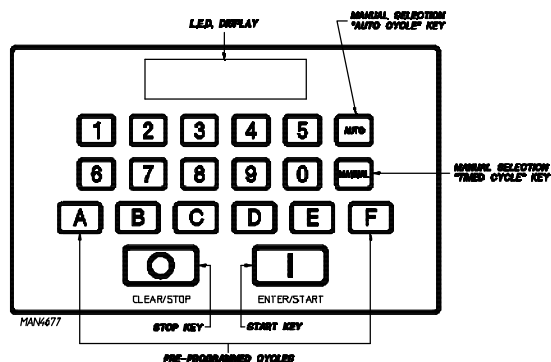 L.E.D. DISPLAY
MANUAL SELECTION
"AUTO CYCLE" KEY
1 2 3 4 5 AUTO
6 7 8 9 0 MANUAL
MANUAL SELECTION
"TIMED CYCLE" KEY
A B C D E F
O I
CLEAR/STOP ENTER/START
MAN4677
STOP KEY START KEY
PRE-PROGRAMMED CYCLES